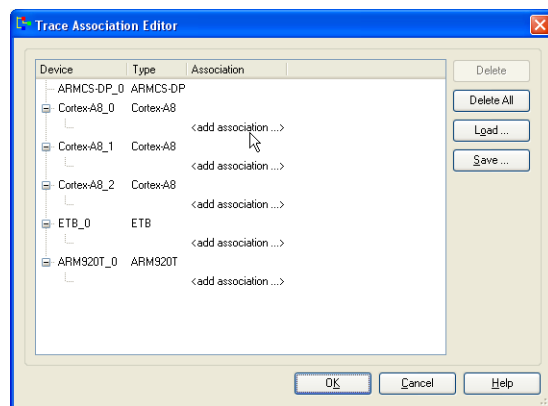 Trace Association Editor
Device Type Association
ARMCS-DP_0 ARMCS-DP
Cortex-A8_0 Cortex-A8
<add association ...>
Cortex-A8_1 Cortex-A8
<add association ...>
Cortex-A8_2 Cortex-A8
<add association ...>
ETB_0 ETB
<add association ...>
ARM920T_0 ARM920T
<add association ...>
Delete
Delete All
Load ...
Save ...
OK Cancel Help